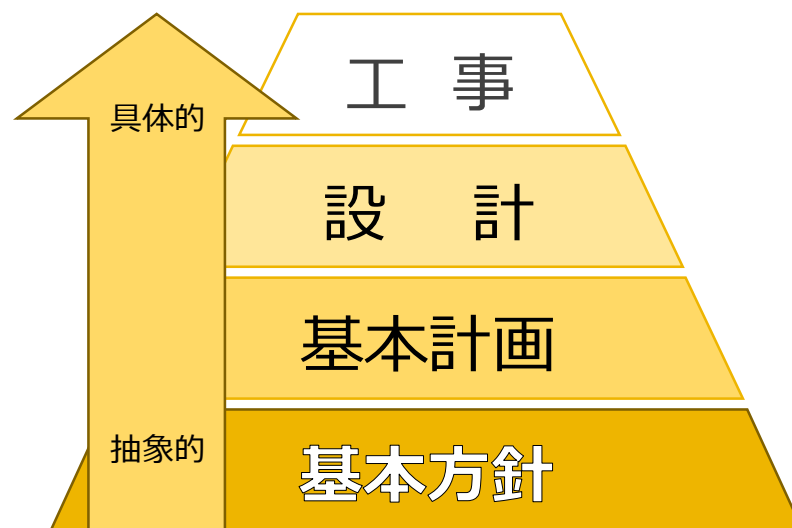 具体的
工 事
設 計
基本計画
抽象的
基本方針